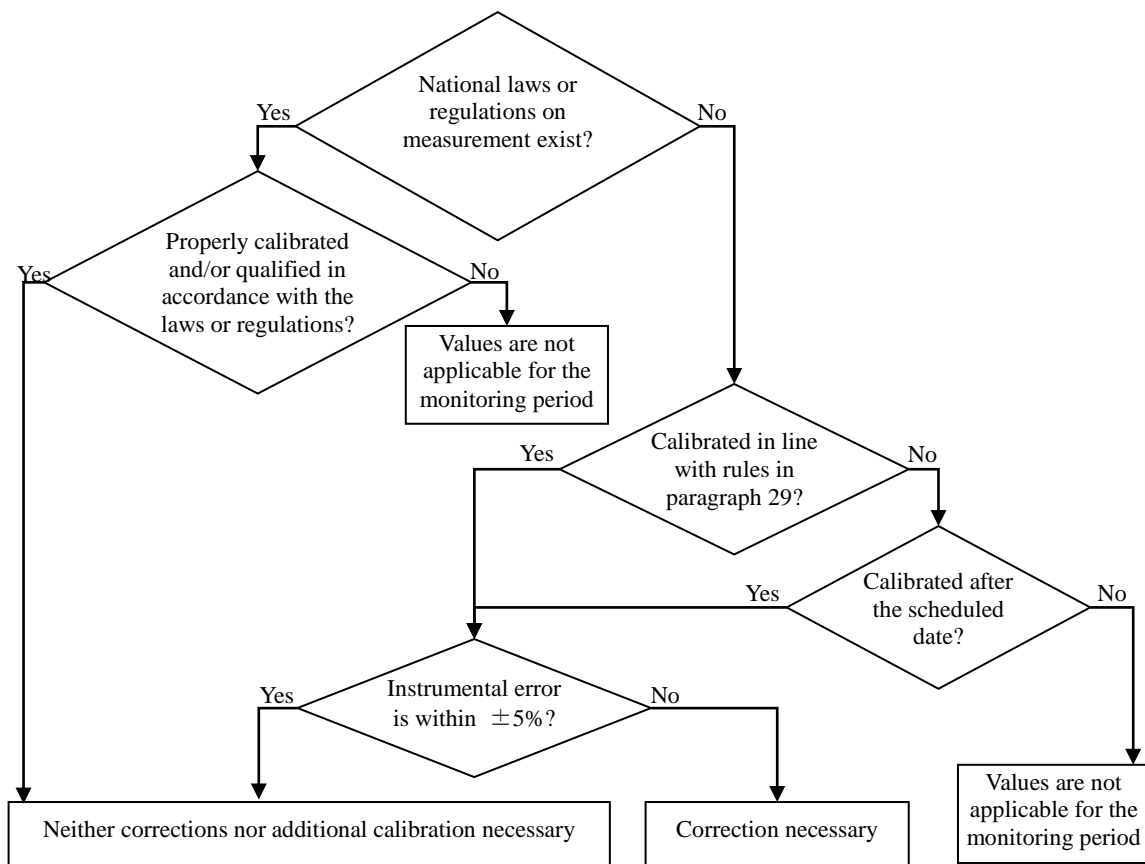 National laws or
regulations on
measurement exist?
Yes
No
Properly calibrated
and/or qualified in
accordance with the
laws or regulations?
Yes
No
Values are not
applicable for the
monitoring period
Calibrated in line
with rules in
paragraph 29?
Yes
No
Calibrated after
the scheduled
date?
Yes
No
Instrumental error
is within ±5%?
Yes
No
Values are not
applicable for the
monitoring period
Neither corrections nor additional calibration necessary
Correction necessary